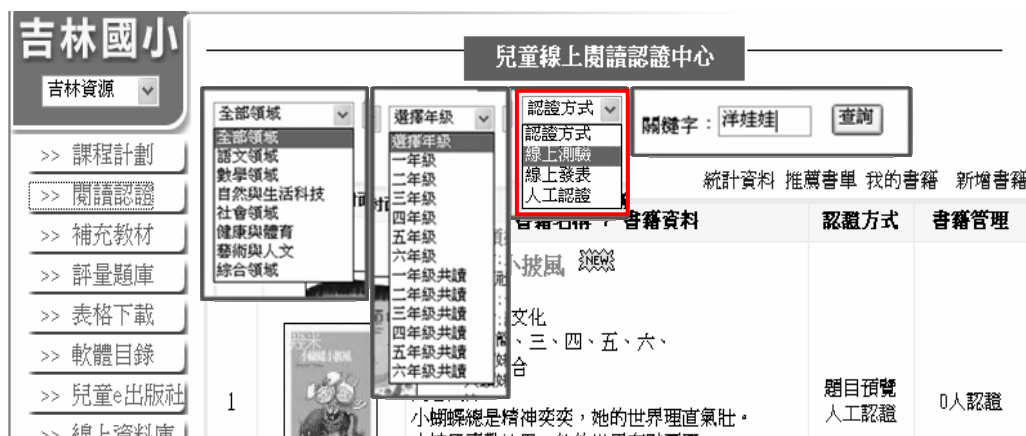 吉林國小
兒童線上閱讀認證中心
吉林資源
全部領域
全部領域
語文領域
數學領域
自然與生活科技
社會領域
健康與體育
藝術與人文
綜合領域
選擇年級
選擇年級
一年級
二年級
三年級
四年級
五年級
六年級
一年級共讀
二年級共讀
三年級共讀
四年級共讀
五年級共讀
六年級共讀
認證方式
認證方式
線上測驗
線上發表
人工認證
關鍵字：洋娃娃 查詢
>> 課程計劃
>> 閱讀認證
>> 補充教材
>> 評量題庫
>> 表格下載
>> 軟體目錄
>> 兒童e出版社
>> 線上資料庫
統計資料 推薦書單 我的書籍 新增書籍
書籍資料 認證方式 書籍管理
小披風 NEW
文化
、三、四、五、六、
合
1
題目預覽
人工認證
0人認證
小蝴蝶總是精神奕奕，她的世界理直氣壯。